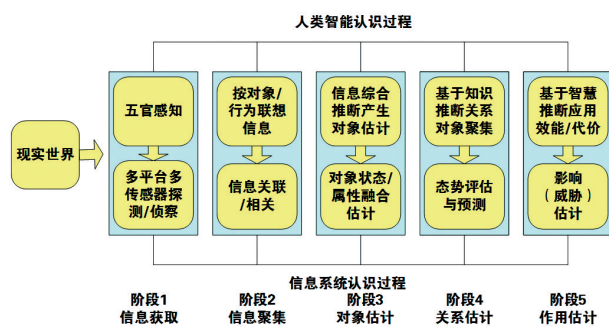 人类智能认识过程
现实世界
五官感知
多平台多
传感器探
测/侦察
按对象/
行为联想
信息
信息关联
/相关
信息综合
推断产生
对象估计
对象状态/
属性融合
估计
基于知识
推断关系
对象聚集
态势评估
与预测
基于智慧
推断应用
效能/代价
影响
（威胁）
估计
信息系统认识过程
阶段1
信息获取
阶段2
信息聚集
阶段3
对象估计
阶段4
关系估计
阶段5
作用估计